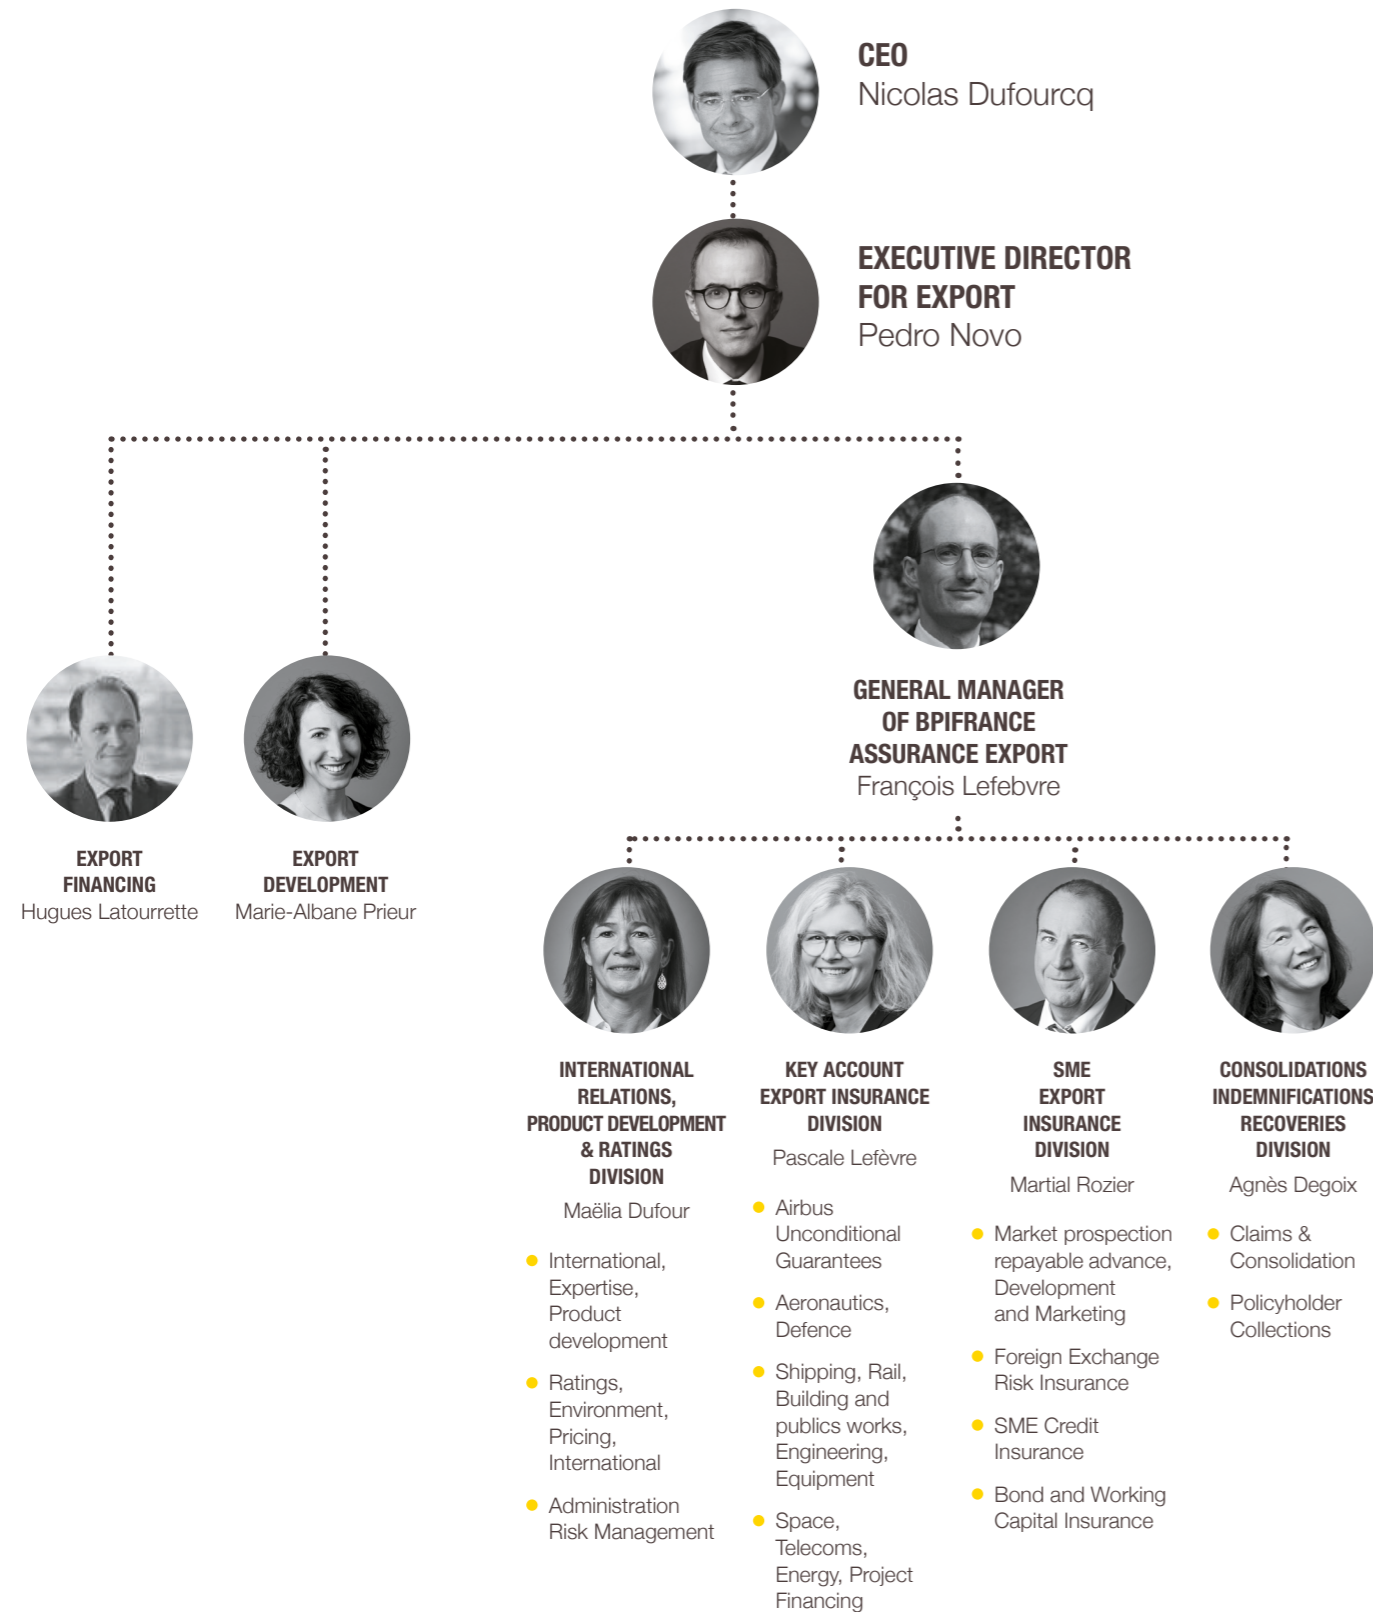 CEO
Nicolas Dufourcq
EXECUTIVE DIRECTOR
FOR EXPORT
Pedro Novo
GENERAL MANAGER
OF BPIFRANCE
ASSURANCE EXPORT
François Lefebvre
EXPORT
FINANCING
Hugues Latourrette
EXPORT
DEVELOPMENT
Marie-Albane Prieur
INTERNATIONAL
RELATIONS,
PRODUCT DEVELOPMENT
& RATINGS
DIVISION
Maëlia Dufour
International,
Expertise,
Product
development
Ratings,
Environment,
Pricing,
International
Administration
Risk Management
KEY ACCOUNT
EXPORT INSURANCE
DIVISION
Pascale Lefèvre
Airbus
Unconditional
Guarantees
Aeronautics,
Defence
Shipping, Rail,
Building and
publics works,
Engineering,
Equipment
Space,
Telecoms,
Energy, Project
Financing
SME
EXPORT
INSURANCE
DIVISION
Martial Rozier
Market prospection
repayable advance,
Development
and Marketing
Foreign Exchange
Risk Insurance
SME Credit
Insurance
Bond and Working
Capital Insurance
CONSOLIDATIONS
INDEMNIFICATIONS
RECOVERIES
DIVISION
Agnès Degoix
Claims &
Consolidation
Policyholder
Collections